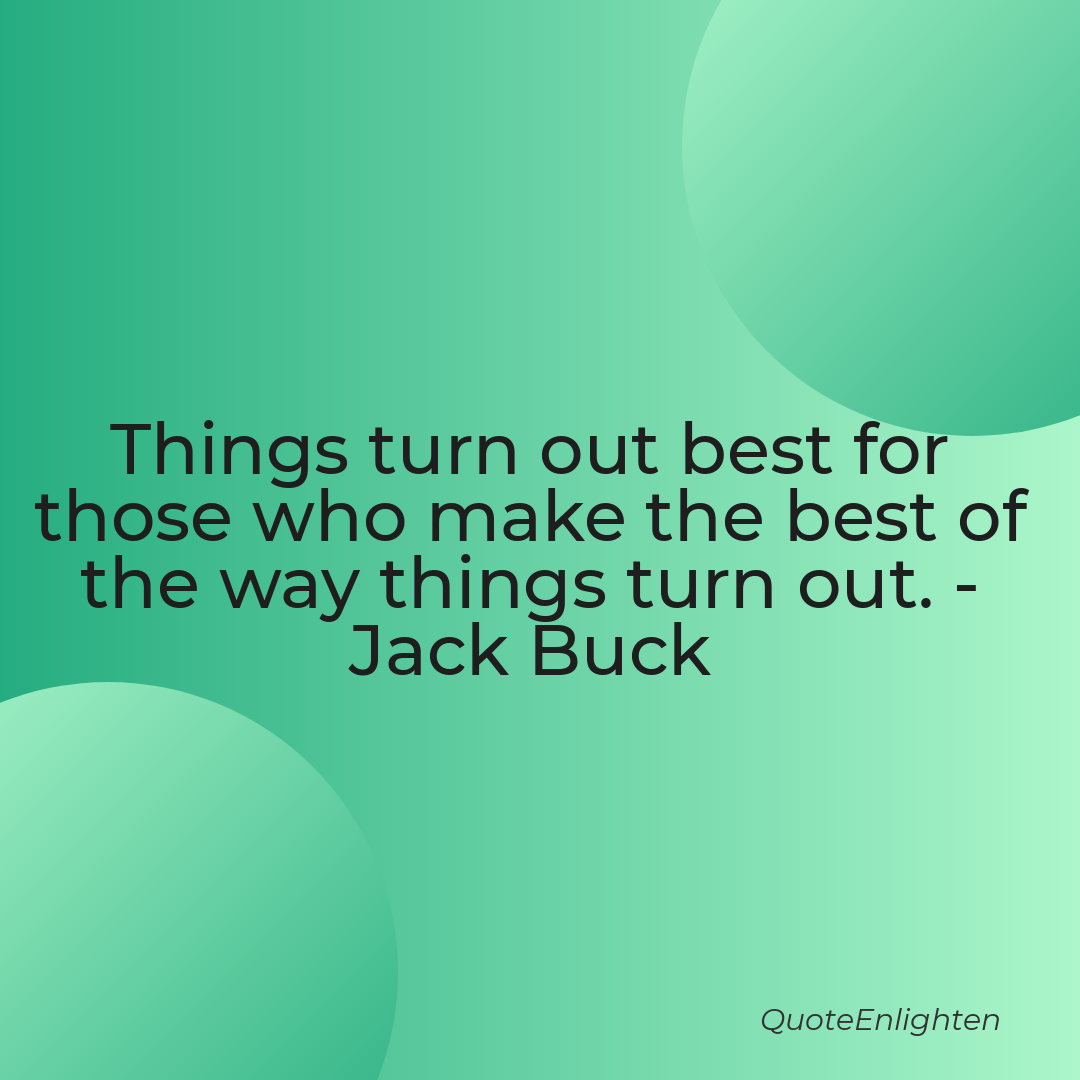 Things turn out best for
those who make the best of
the way things turn out. -
Jack Buck
QuoteEnlighten